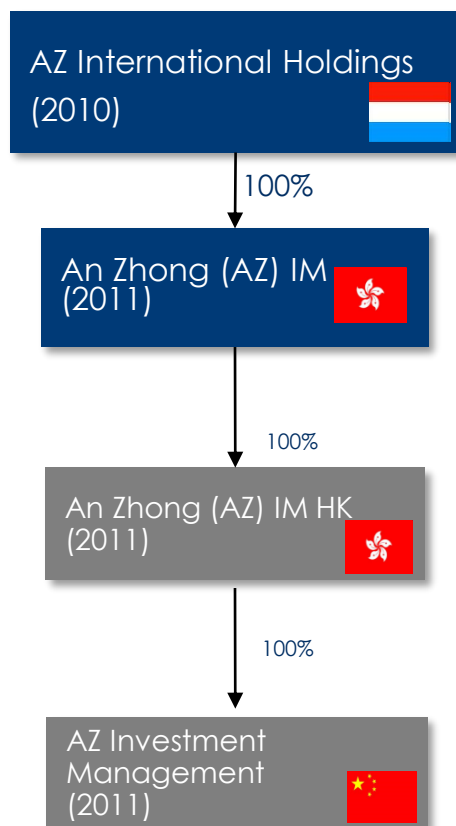 AZ International Holdings
(2010)
100%
An Zhong (AZ) IM
(2011)
100%
An Zhong (AZ) IM HK
(2011)
100%
AZ Investment
Management
(2011)